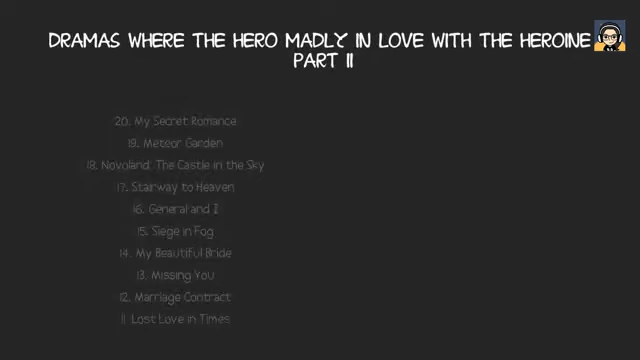 DRAMAS WHERE THE HERO MADLY IN LOVE WITH THE HEROINE
PART II
20. My Secret Romance
19. Meteor Garden
18. Novoland: The Castle in the Sky
17. Stairway to Heaven
16. General and I
15. Siege in Fog
14. My Beautiful Bride
13. Missing You
12. Marriage Contract
11. Lost Love in Times